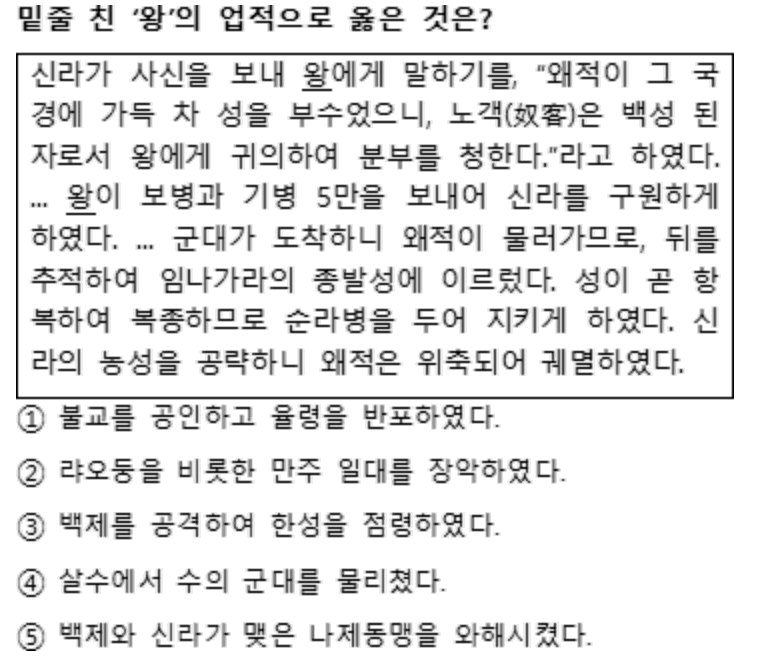 밑줄 친 '왕'의 업적으로 옳은 것은?
신라가 사신을 보내 왕에게 말하기를, "왜적이 그 국
경에 가득 차 성을 부수었으니, 노객(奴客)은 백성 된
자로서 왕에게 귀의하여 분부를 청한다."라고 하였다.
... 왕이 보병과 기병 5만을 보내어 신라를 구원하게
하였다. ... 군대가 도착하니 왜적이 물러가므로, 뒤를
추적하여 임나가라의 종발성에 이르렀다. 성이 곧 항
복하여 복종하므로 순라병을 두어 지키게 하였다. 신
라의 농성을 공략하니 왜적은 위축되어 궤멸하였다.
① 불교를 공인하고 율령을 반포하였다.
② 랴오둥을 비롯한 만주 일대를 장악하였다.
③ 백제를 공격하여 한성을 점령하였다.
④ 살수에서 수의 군대를 물리쳤다.
⑤ 백제와 신라가 맺은 나제동맹을 와해시켰다.